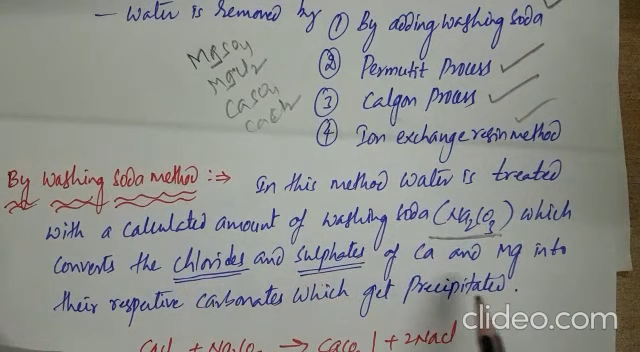 - Water is removed by ① By adding washing soda
② Permutit Process
③ Calgon Process
④ Ion exchange resin method
MgSO4
MgCl2
CaSO4
CaCl2
By washing soda method :⇒ In this method water is treated
with a calculated amount of washing soda (Na2CO3) which
converts the chlorides and sulphates of Ca and Mg into
their respective carbonates which get Precipitated.
CaCl2 + Na2CO3 → CaCO3↓ + 2NaCl
clideo.com